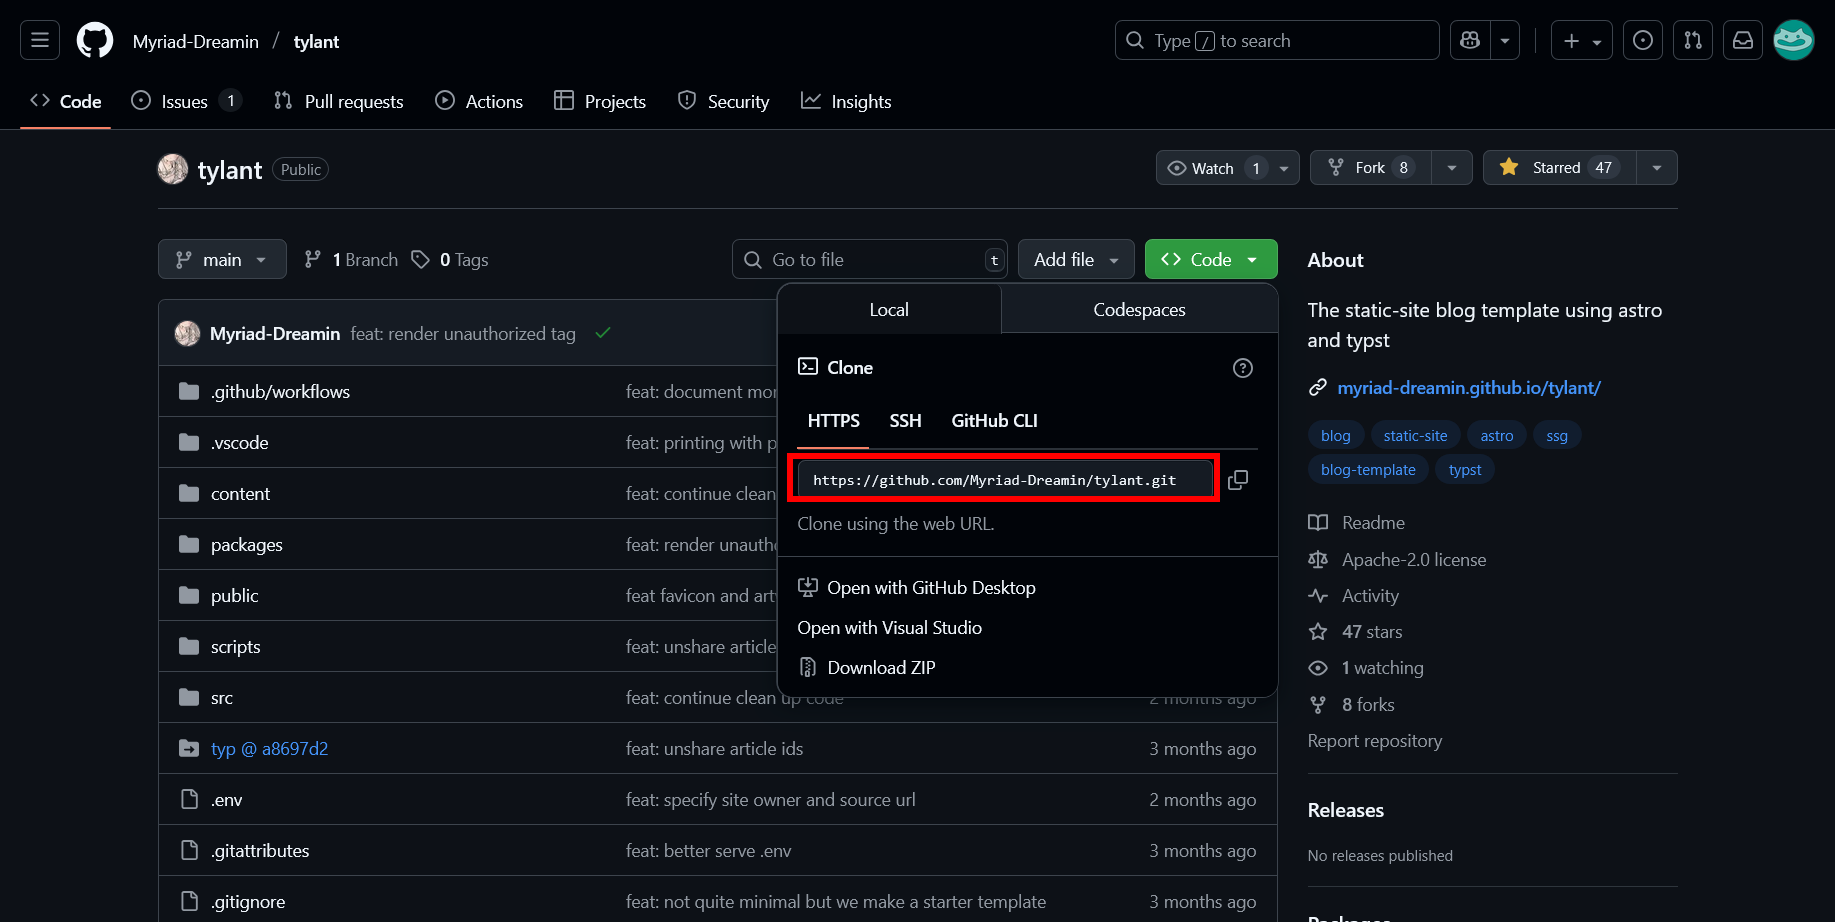 Myriad-Dreamin / tylant
Type / to search
Code
Issues 1
Pull requests
Actions
Projects
Security
Insights
tylant Public
Watch 1
Fork 8
Starred 47
main
1 Branch
0 Tags
Go to file t
Add file
Code
Local
Codespaces
Clone
HTTPS
SSH
GitHub CLI
https://github.com/Myriad-Dreamin/tylant.git
Clone using the web URL.
Open with GitHub Desktop
Open with Visual Studio
Download ZIP
Myriad-Dreamin feat: render unauthorized tag
.github/workflows feat: document mor
.vscode feat: printing with p
content feat: continue clean
packages feat: render unauth
public feat favicon and art
scripts feat: unshare article
src feat: continue clean up code 2 months ago
typ @ a8697d2 feat: unshare article ids 3 months ago
.env feat: specify site owner and source url 2 months ago
.gitattributes feat: better serve .env 3 months ago
.gitignore feat: not quite minimal but we make a starter template 3 months ago
About
The static-site blog template using astro
and typst
myriad-dreamin.github.io/tylant/
blog static-site astro ssg
blog-template typst
Readme
Apache-2.0 license
Activity
47 stars
1 watching
8 forks
Report repository
Releases
No releases published
Packages